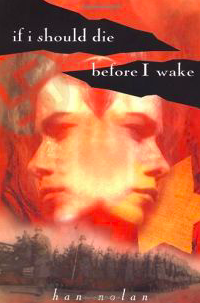 if i should die
before I wake
han nolan